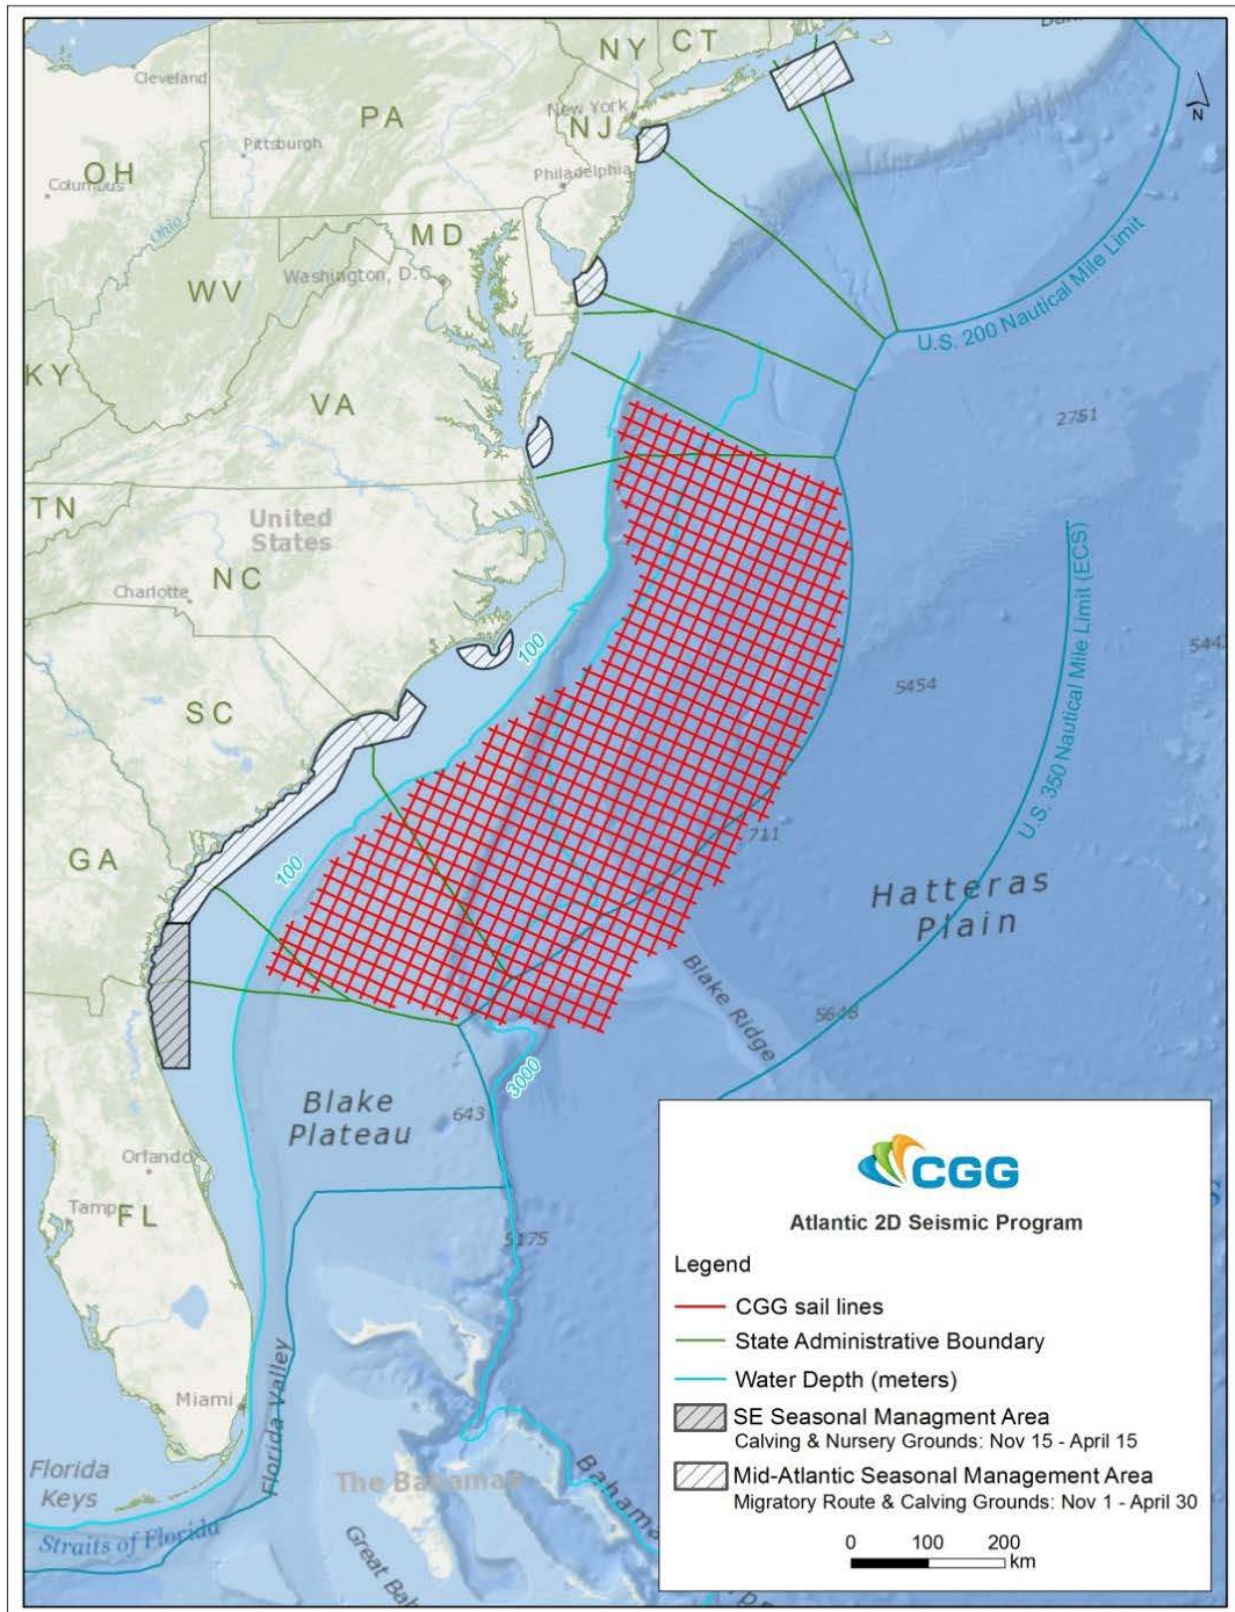 NY
CT
Cleveland
PA
New York
NJ
Pittsburgh
OH
Columbus
Philadelphia
Ohio
MD
Washington, D.C.
WV
U.S. 200 Nautical Mile Limit
KY
VA
2751
TN
United
States
NC
Charlotte
100
U.S. 350 Nautical Mile Limit (ECS)
544
5454
SC
711
GA
100
Hatteras
Plain
Blake Ridge
5648
3000
Blake
Plateau
643
Orlando
Tampa
FL
5175
Miami
Florida Valley
Florida
Keys
The Bahamas
Straits of Florida
Great Bah
Bahama
N
CGG
Atlantic 2D Seismic Program
Legend
CGG sail lines
State Administrative Boundary
Water Depth (meters)
SE Seasonal Managment Area
Calving & Nursery Grounds: Nov 15 - April 15
Mid-Atlantic Seasonal Management Area
Migratory Route & Calving Grounds: Nov 1 - April 30
0 100 200
km